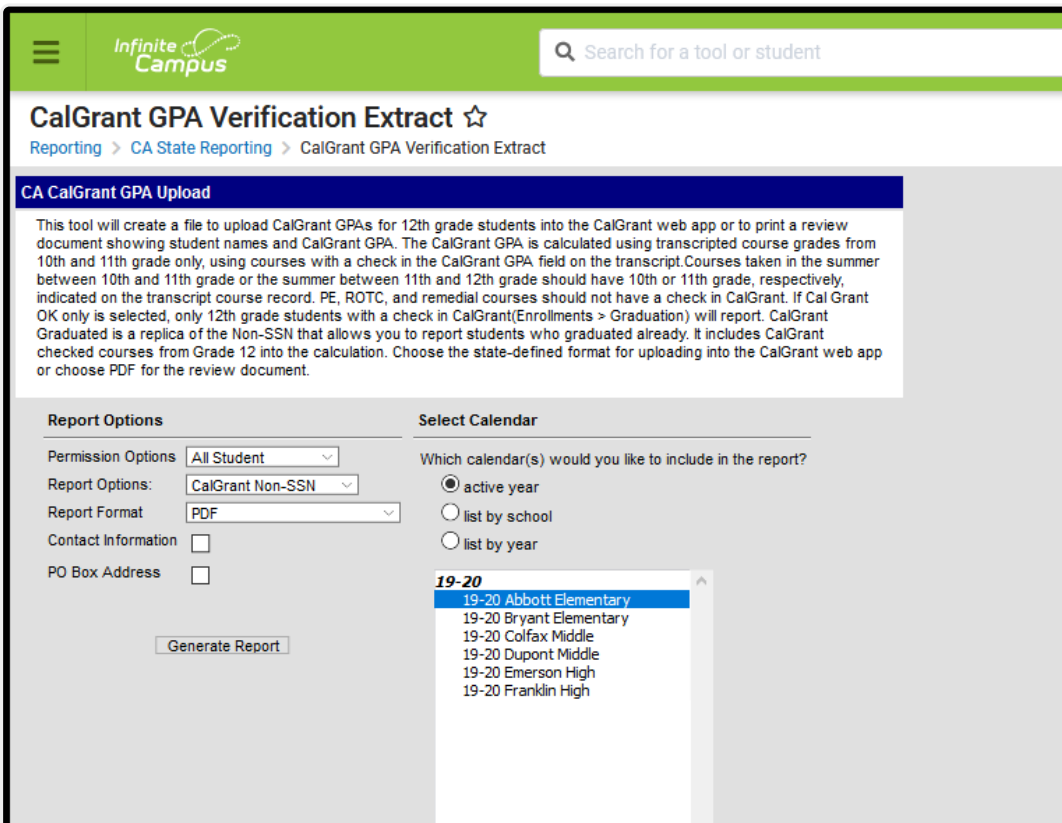 Infinite
Campus
Search for a tool or student
CalGrant GPA Verification Extract
Reporting > CA State Reporting > CalGrant GPA Verification Extract
CA CalGrant GPA Upload
This tool will create a file to upload CalGrant GPAs for 12th grade students into the CalGrant web app or to print a review
document showing student names and CalGrant GPA. The CalGrant GPA is calculated using transcripted course grades from
10th and 11th grade only, using courses with a check in the CalGrant GPA field on the transcript.Courses taken in the summer
between 10th and 11th grade or the summer between 11th and 12th grade should have 10th or 11th grade, respectively,
indicated on the transcript course record. PE, ROTC, and remedial courses should not have a check in CalGrant. If Cal Grant
OK only is selected, only 12th grade students with a check in CalGrant(Enrollments > Graduation) will report. CalGrant
Graduated is a replica of the Non-SSN that allows you to report students who graduated already. It includes CalGrant
checked courses from Grade 12 into the calculation. Choose the state-defined format for uploading into the CalGrant web app
or choose PDF for the review document.
Report Options
Permission Options All Student
Report Options: CalGrant Non-SSN
Report Format PDF
Contact Information
PO Box Address
Generate Report
Select Calendar
Which calendar(s) would you like to include in the report?
active year
list by school
list by year
19-20
19-20 Abbott Elementary
19-20 Bryant Elementary
19-20 Colfax Middle
19-20 Dupont Middle
19-20 Emerson High
19-20 Franklin High